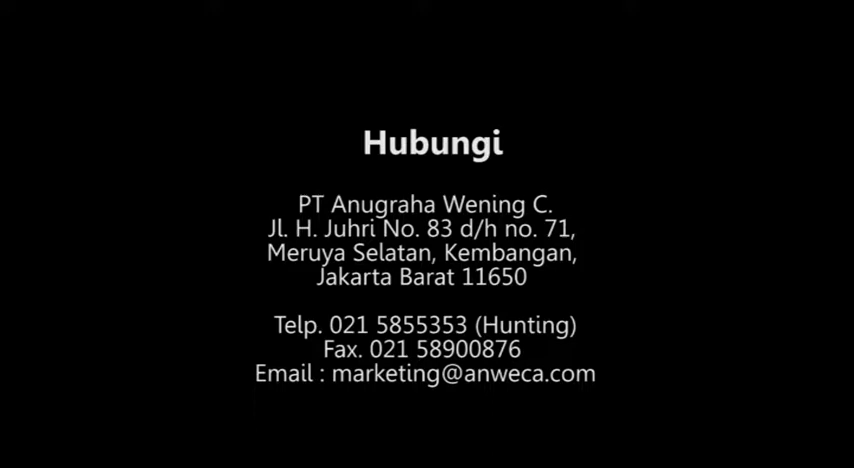 Hubungi
PT Anugraha Wening C.
Jl. H. Juhri No. 83 d/h no. 71,
Meruya Selatan, Kembangan,
Jakarta Barat 11650
Telp. 021 5855353 (Hunting)
Fax. 021 58900876
Email : marketing@anweca.com